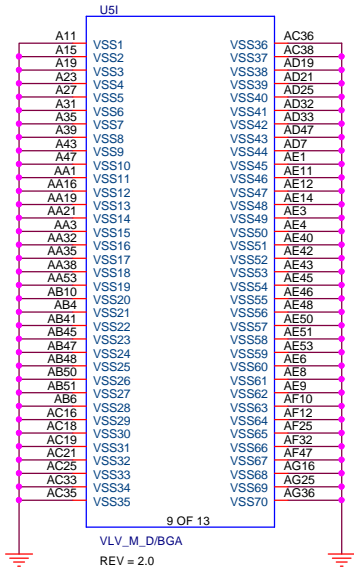 U5I
A11 VSS1 VSS36 AC36
A15 VSS2 VSS37 AC38
A19 VSS3 VSS38 AD19
A23 VSS4 VSS39 AD21
A27 VSS5 VSS40 AD25
A31 VSS6 VSS41 AD32
A35 VSS7 VSS42 AD33
A39 VSS8 VSS43 AD47
A43 VSS9 VSS44 AD7
A47 VSS10 VSS45 AE1
AA1 VSS11 VSS46 AE11
AA16 VSS12 VSS47 AE12
AA19 VSS13 VSS48 AE14
AA21 VSS14 VSS49 AE3
AA3 VSS15 VSS50 AE4
AA32 VSS16 VSS51 AE40
AA35 VSS17 VSS52 AE42
AA38 VSS18 VSS53 AE43
AA53 VSS19 VSS54 AE45
AB10 VSS20 VSS55 AE46
AB4 VSS21 VSS56 AE48
AB41 VSS22 VSS57 AE50
AB45 VSS23 VSS58 AE51
AB47 VSS24 VSS59 AE53
AB48 VSS25 VSS60 AE6
AB50 VSS26 VSS61 AE8
AB51 VSS27 VSS62 AE9
AB6 VSS28 VSS63 AF10
AC16 VSS29 VSS64 AF12
AC18 VSS30 VSS65 AF25
AC19 VSS31 VSS66 AF32
AC21 VSS32 VSS67 AF47
AC25 VSS33 VSS68 AG16
AC33 VSS34 VSS69 AG25
AC35 VSS35 VSS70 AG36
9 OF 13
VLV_M_D/BGA
REV = 2.0